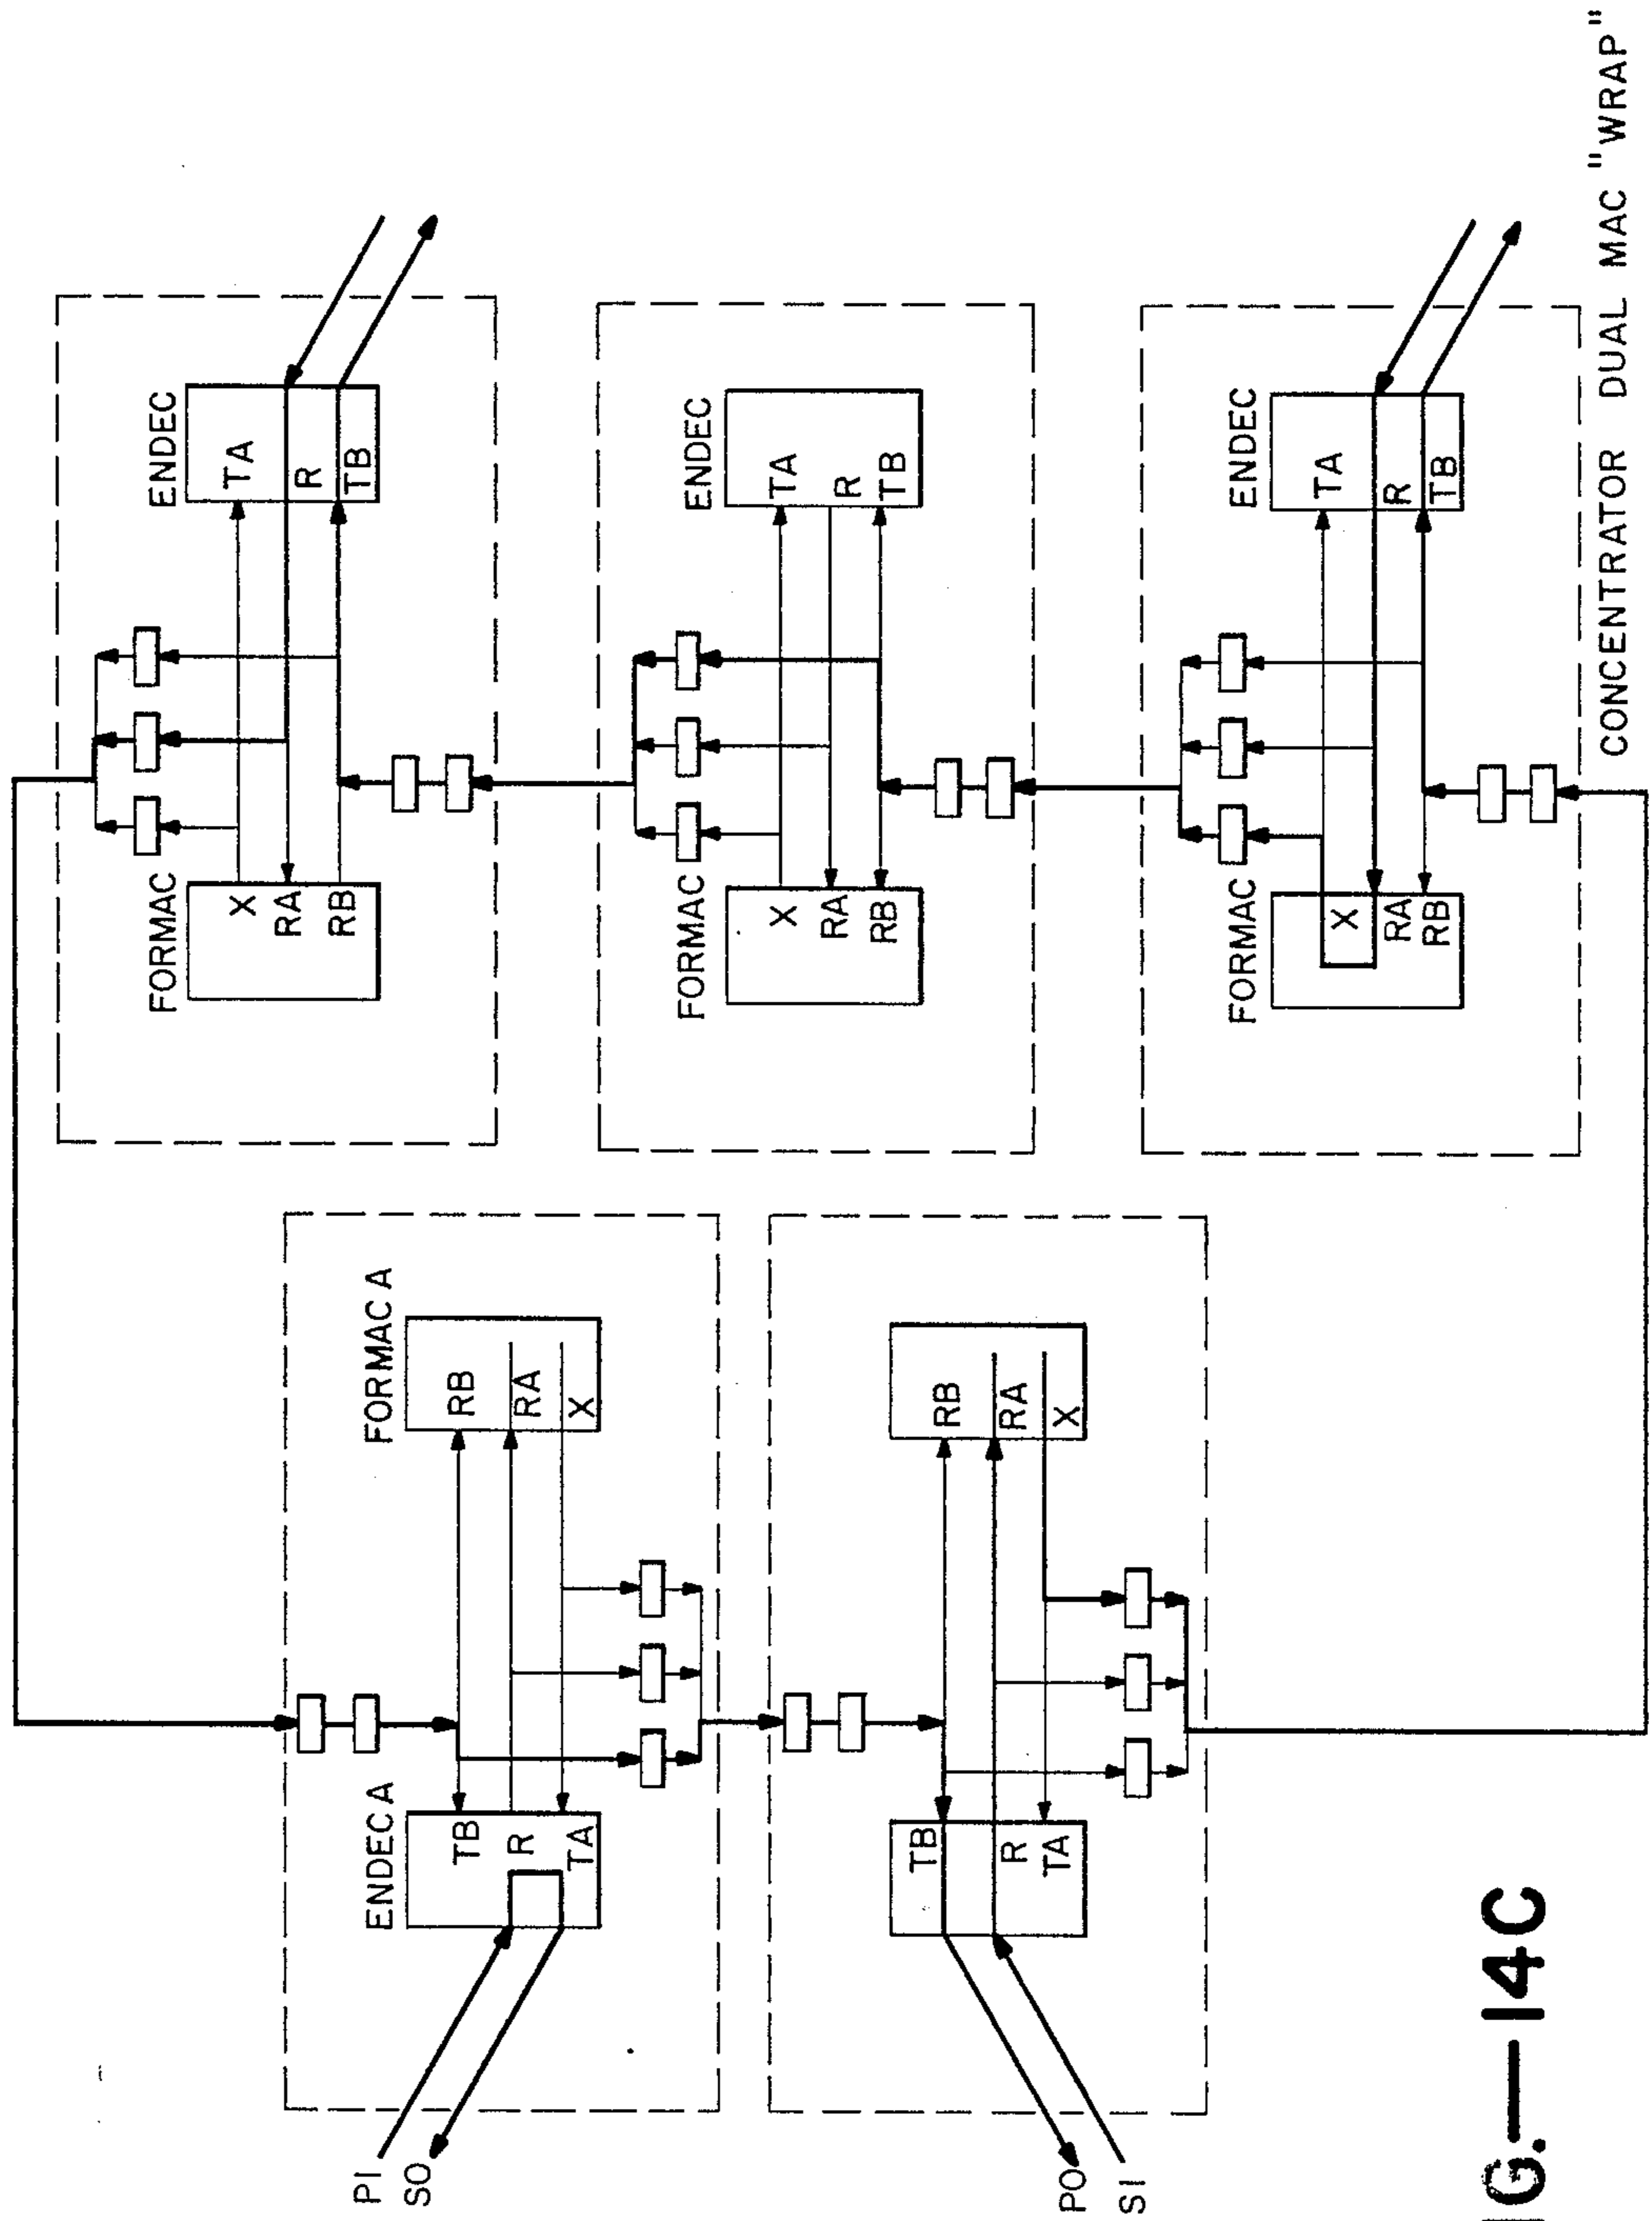 ENDEC
TA
R
TB
FORMAC
X
RA
RB
ENDEC
TA
R
TB
FORMAC
X
RA
RB
ENDEC
TA
R
TB
FORMAC
X
RA
RB
FORMAC A
RB
RA
X
ENDEC A
TB
R
TA
PI
SO
RB
RA
X
TB
R
TA
PO
SI
CONCENTRATOR DUAL MAC "WRAP"
IG.—14C